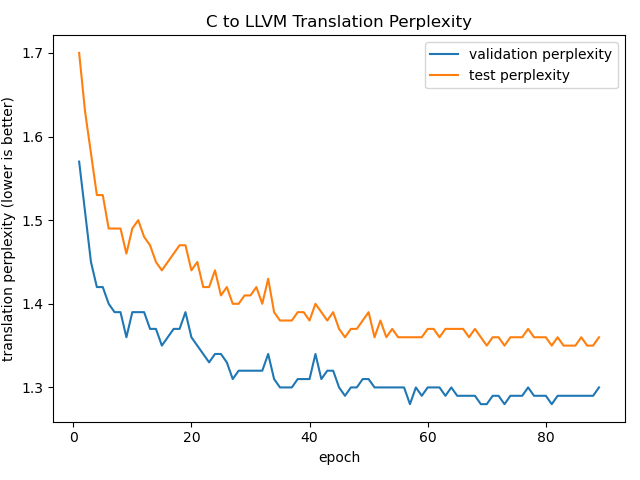 C to LLVM Translation Perplexity
validation perplexity
test perplexity
translation perplexity (lower is better)
1.7
1.6
1.5
1.4
1.3
0 20 40 60 80
epoch